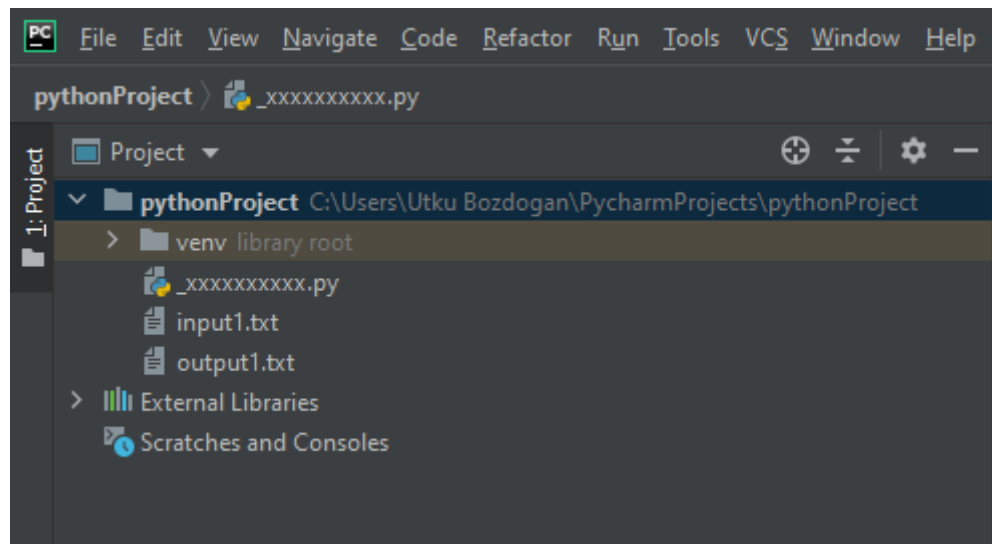 PC File Edit View Navigate Code Refactor Run Tools VCS Window Help
pythonProject _xxxxxxxxxx.py
1: Project
Project
pythonProject C:\Users\Utku Bozdogan\PycharmProjects\pythonProject
venv library root
_xxxxxxxxxx.py
input1.txt
output1.txt
External Libraries
Scratches and Consoles